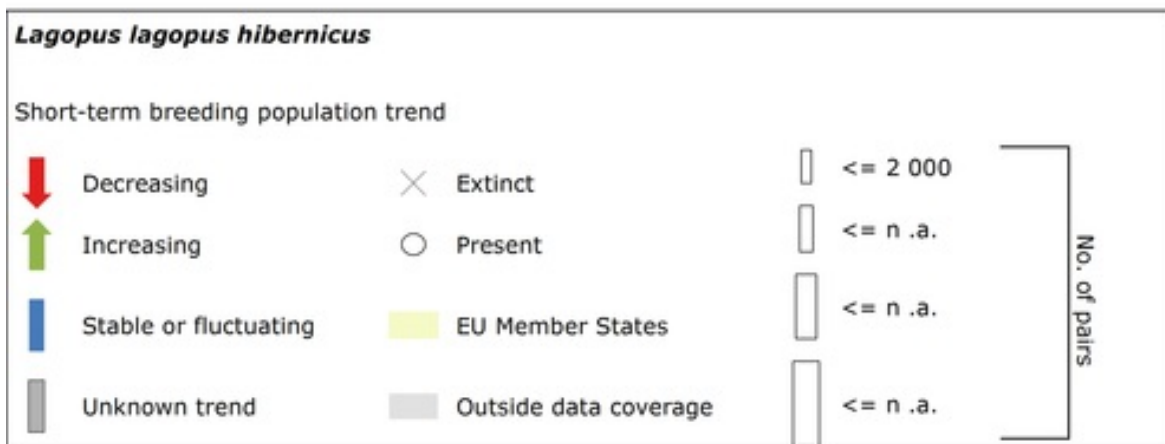 Lagopus lagopus hibernicus
Short-term breeding population trend
Decreasing
Increasing
Stable or fluctuating
Unknown trend
Extinct
Present
EU Member States
Outside data coverage
<= 2 000
<= n .a.
<= n .a.
<= n .a.
No. of pairs